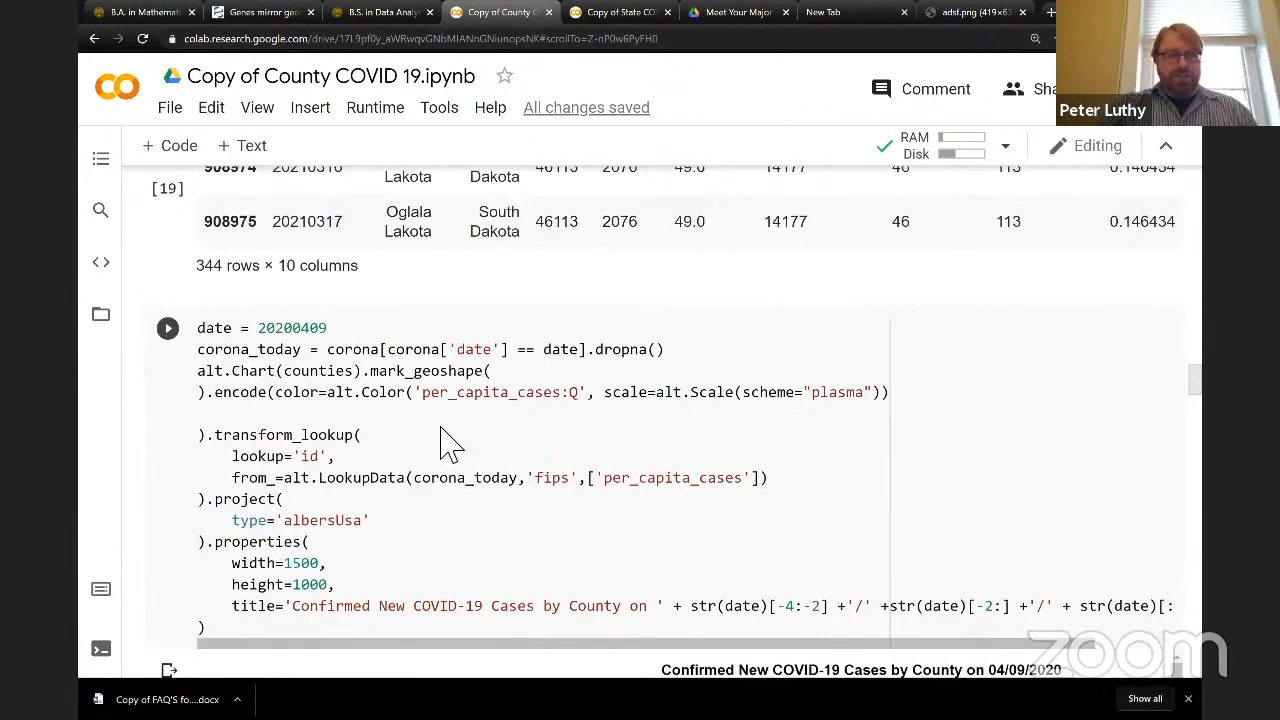 B.A. in Mathemat
Genes mirror geo
B.S. in Data Analy
Copy of County C
Copy of State CO
Meet Your Major
New Tab
adsf.png (419×63
colab.research.google.com/drive/17L9pf0y_aWRwqvGNbMIANnGNiunopsNK#scrollTo=Z-nP0w6PyFH0
Copy of County COVID 19.ipynb
Comment
Sha
Peter Luthy
File Edit View Insert Runtime Tools Help All changes saved
+ Code + Text
RAM
Disk
Editing
[19]
908974 20210316 Lakota Dakota 46113 2076 49.0 14177 46 113 0.146434
908975 20210317 Oglala Lakota South Dakota 46113 2076 49.0 14177 46 113 0.146434
344 rows × 10 columns
date = 20200409
corona_today = corona[corona['date'] == date].dropna()
alt.Chart(counties).mark_geoshape(
).encode(color=alt.Color('per_capita_cases:Q', scale=alt.Scale(scheme="plasma"))
).transform_lookup(
lookup='id',
from_=alt.LookupData(corona_today,'fips',['per_capita_cases'])
).project(
type='albersUsa'
).properties(
width=1500,
height=1000,
title='Confirmed New COVID-19 Cases by County on ' + str(date)[-4:-2] +'/' +str(date)[-2:] +'/' + str(date)[:
)
Confirmed New COVID-19 Cases by County on 04/09/2020
zoom
Copy of FAQ'S fo....docx
Show all